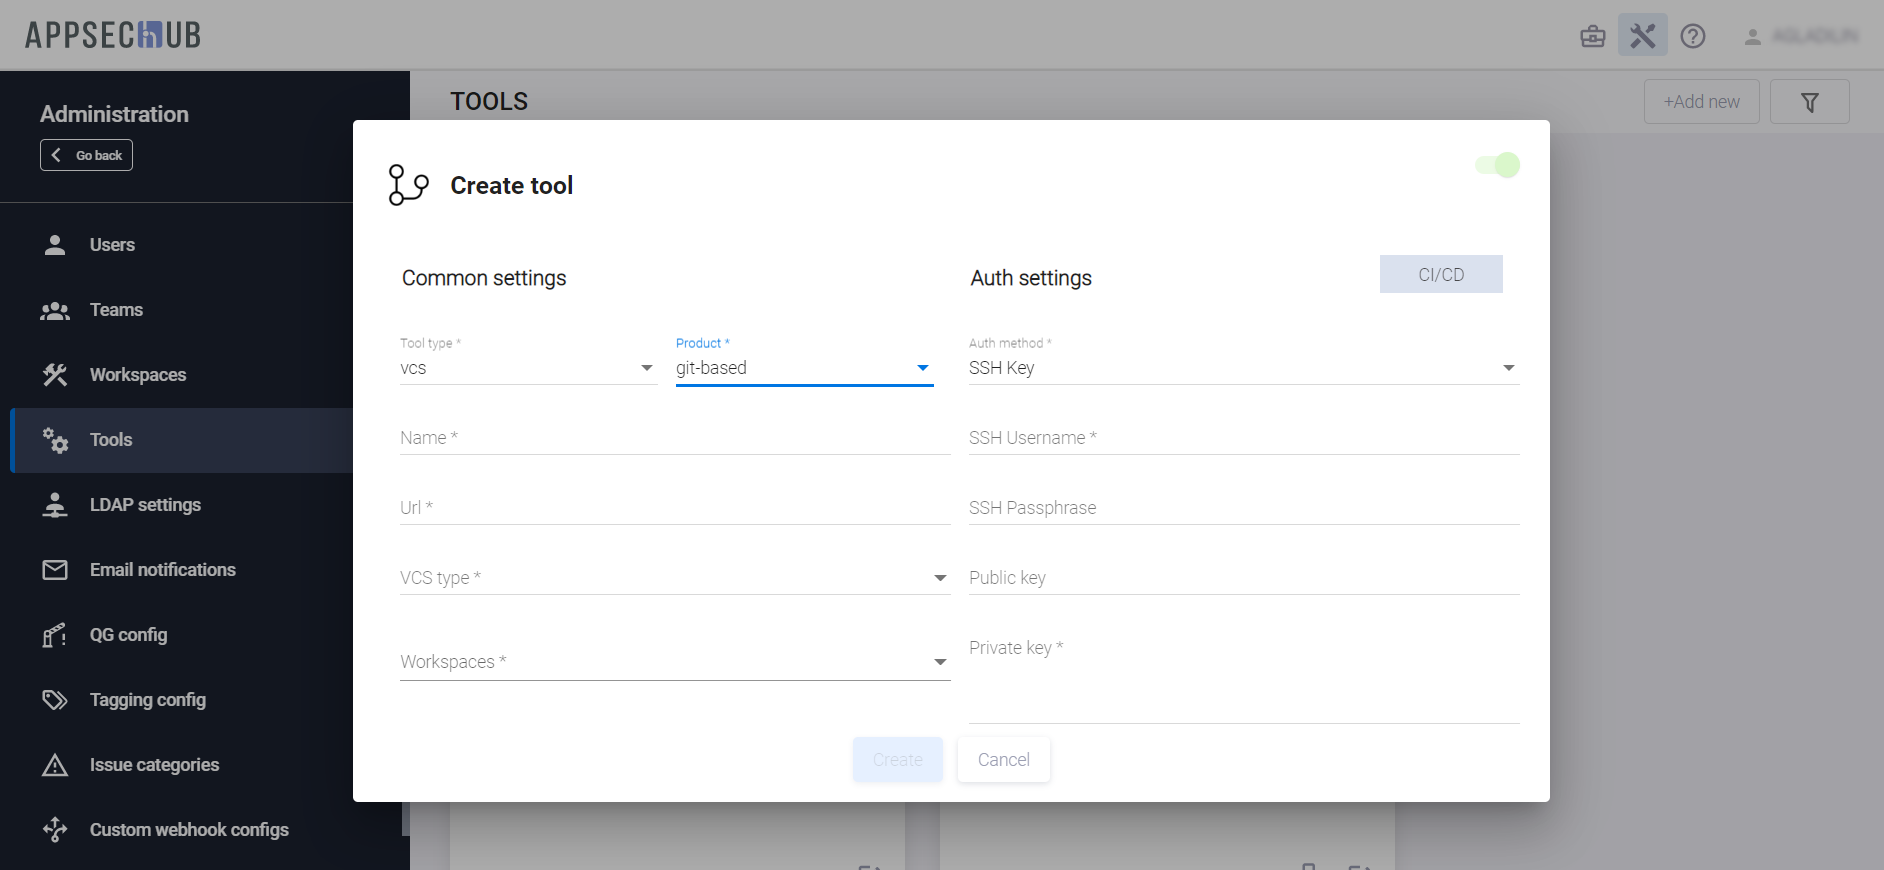 APPSECHUB
Administration
Go back
Users
Teams
Workspaces
Tools
LDAP settings
Email notifications
QG config
Tagging config
Issue categories
Custom webhook configs
TOOLS
+Add new
Create tool
Common settings
Tool type *
vcs
Product *
git-based
Name *
Url *
VCS type *
Workspaces *
Auth settings
CI/CD
Auth method *
SSH Key
SSH Username *
SSH Passphrase
Public key
Private key *
Create
Cancel